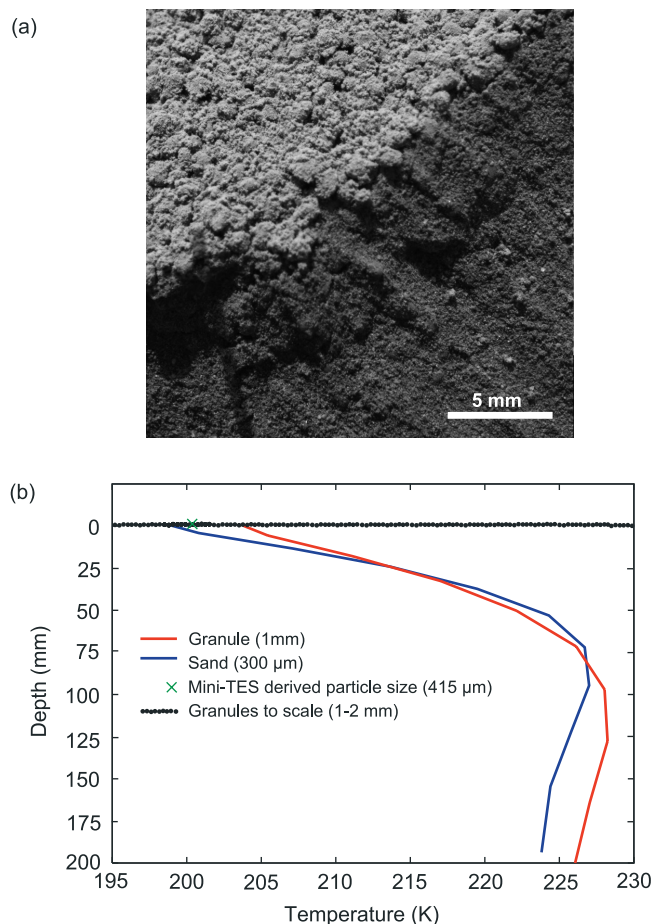 (a)
5 mm
(b)
0
25
50
75
100
125
150
175
200
Depth (mm)
Granule (1mm)
Sand (300 µm)
Mini-TES derived particle size (415 µm)
Granules to scale (1-2 mm)
195 200 205 210 215 220 225 230
Temperature (K)